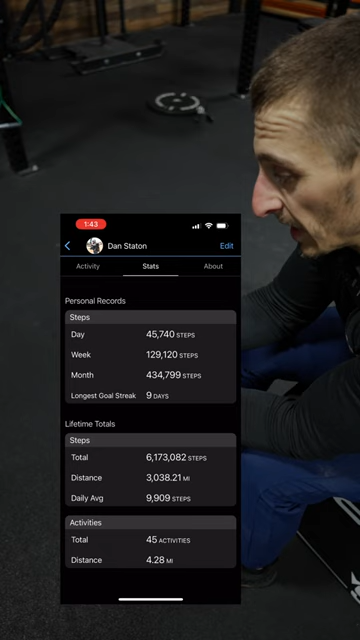 1:43
Dan Staton
Edit
Activity
Stats
About
Personal Records
Steps
Day 45,740 STEPS
Week 129,120 STEPS
Month 434,799 STEPS
Longest Goal Streak 9 DAYS
Lifetime Totals
Steps
Total 6,173,082 STEPS
Distance 3,038.21 MI
Daily Avg 9,909 STEPS
Activities
Total 45 ACTIVITIES
Distance 4.28 MI